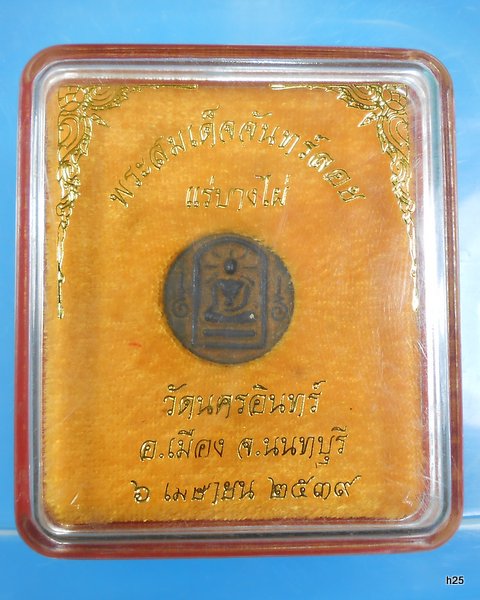 พระสมเด็จจันทร์ลอย
แร่บางไผ่
วัดนครอินทร์
อ.เมือง จ.นนทบุรี
๖ เมษายน ๒๕๓๙
h25